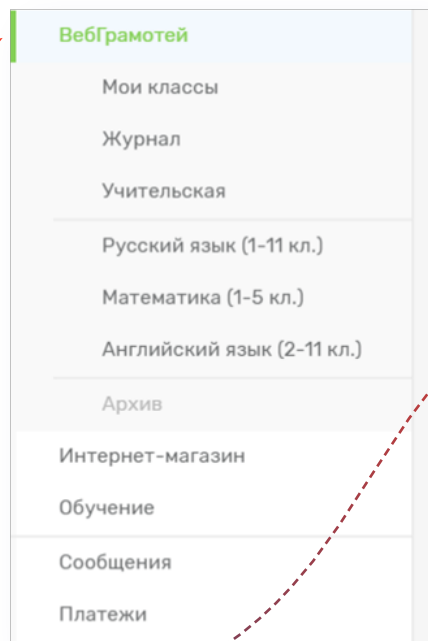 ВебГрамотей
Мои классы
Журнал
Учительская
Русский язык (1-11 кл.)
Математика (1-5 кл.)
Английский язык (2-11 кл.)
Архив
Интернет-магазин
Обучение
Сообщения
Платежи